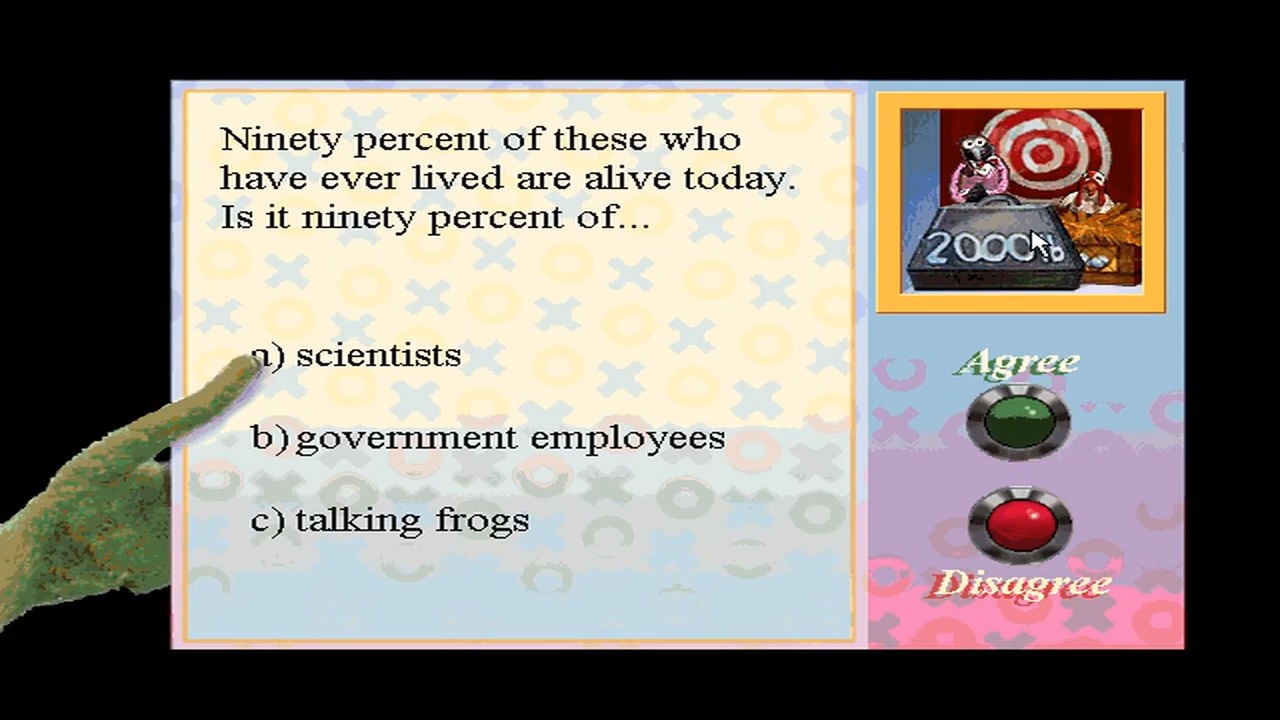 Ninety percent of these who
have ever lived are alive today.
Is it ninety percent of...
a) scientists
b) government employees
c) talking frogs
2000%
Agree
Disagree